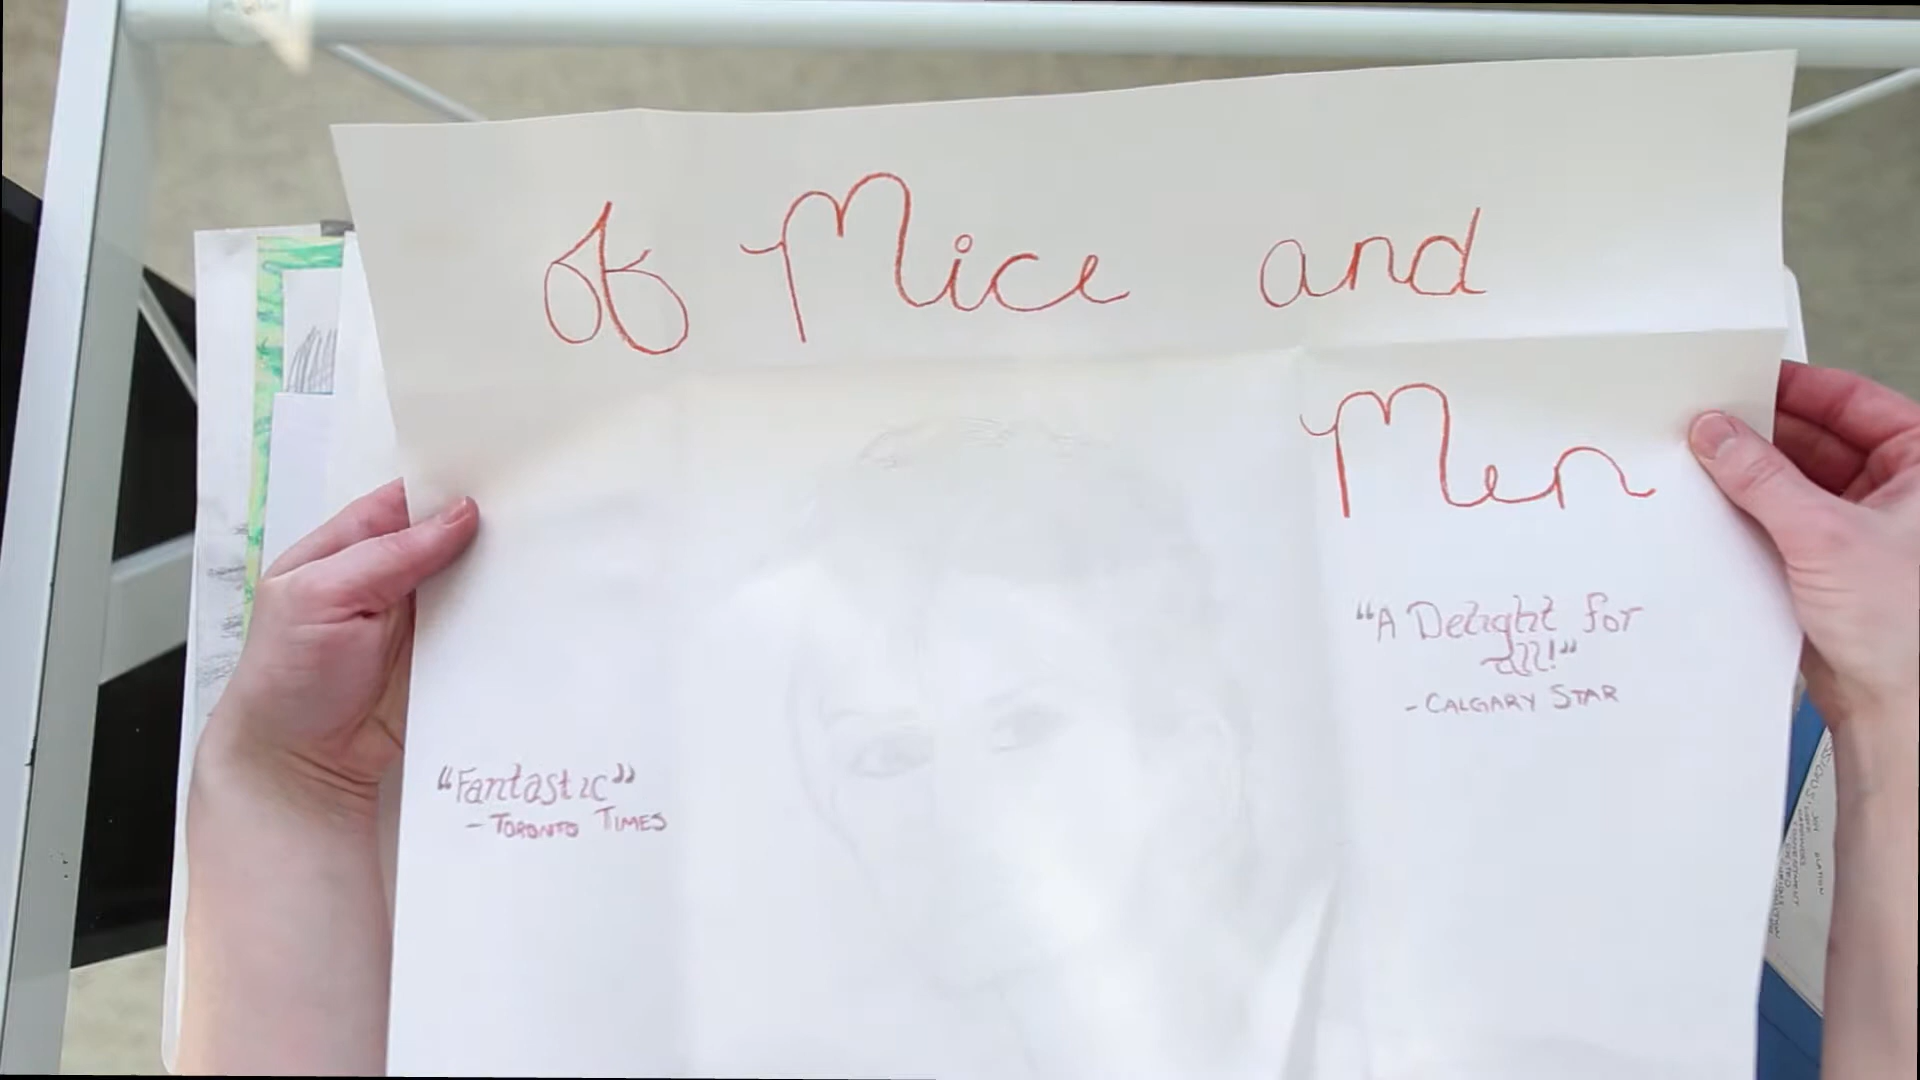 of Mice and
Men
"A Delight for
all!"
- CALGARY STAR
"Fantastic"
- TORONTO TIMES